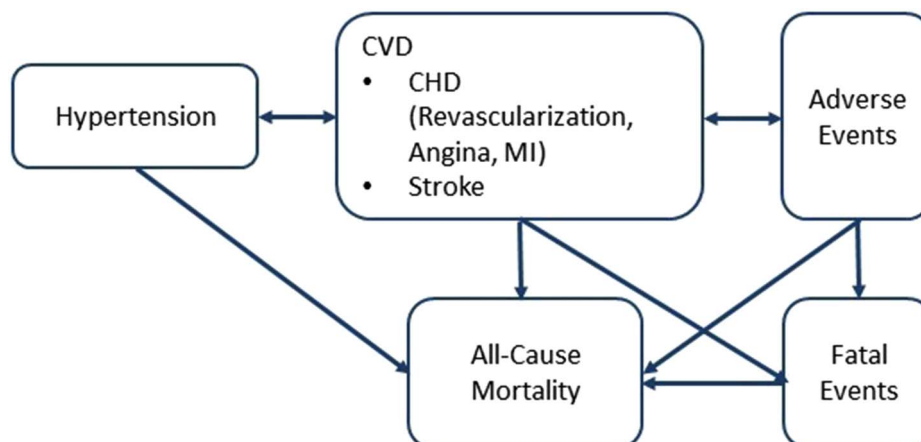 Hypertension
CVD
• CHD
(Revascularization,
Angina, MI)
• Stroke
Adverse
Events
All-Cause
Mortality
Fatal
Events